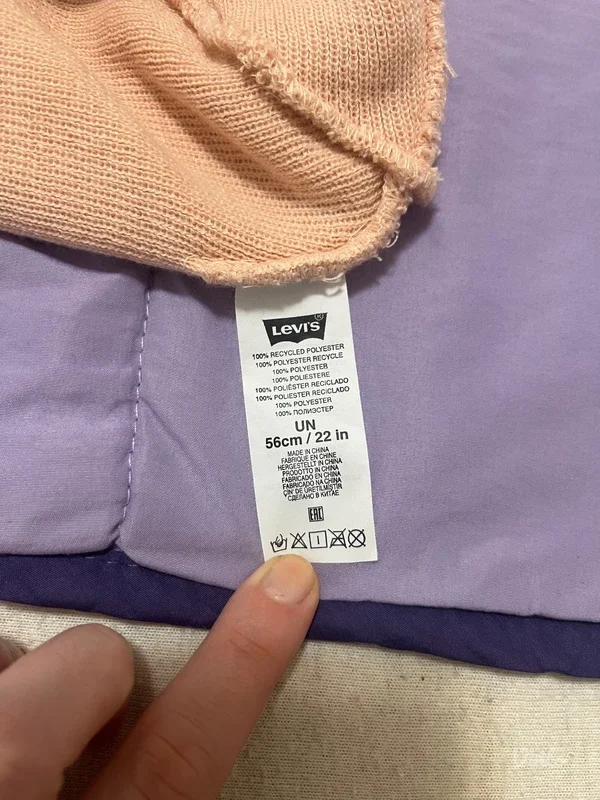 LEVI'S®
100% RECYCLED POLYESTER
100% POLYESTER RECYCLE
100% POLYESTER
100% POLIESTERE
100% POLIÉSTER RECICLADO
100% POLIÉSTER RECICLADO
100% POLYESTER
100% ПОЛИЭСТЕР
UN
56cm / 22 in
MADE IN CHINA
FABRIQUE EN CHINE
HERGESTELLT IN CHINA
PRODOTTO IN CHINA
FABRICADO EN CHINA
FABRICADO NA CHINA
ÇIN' DE ÜRETILMIŞTIR
СДЕЛАНО В КИТАЕ
EAC